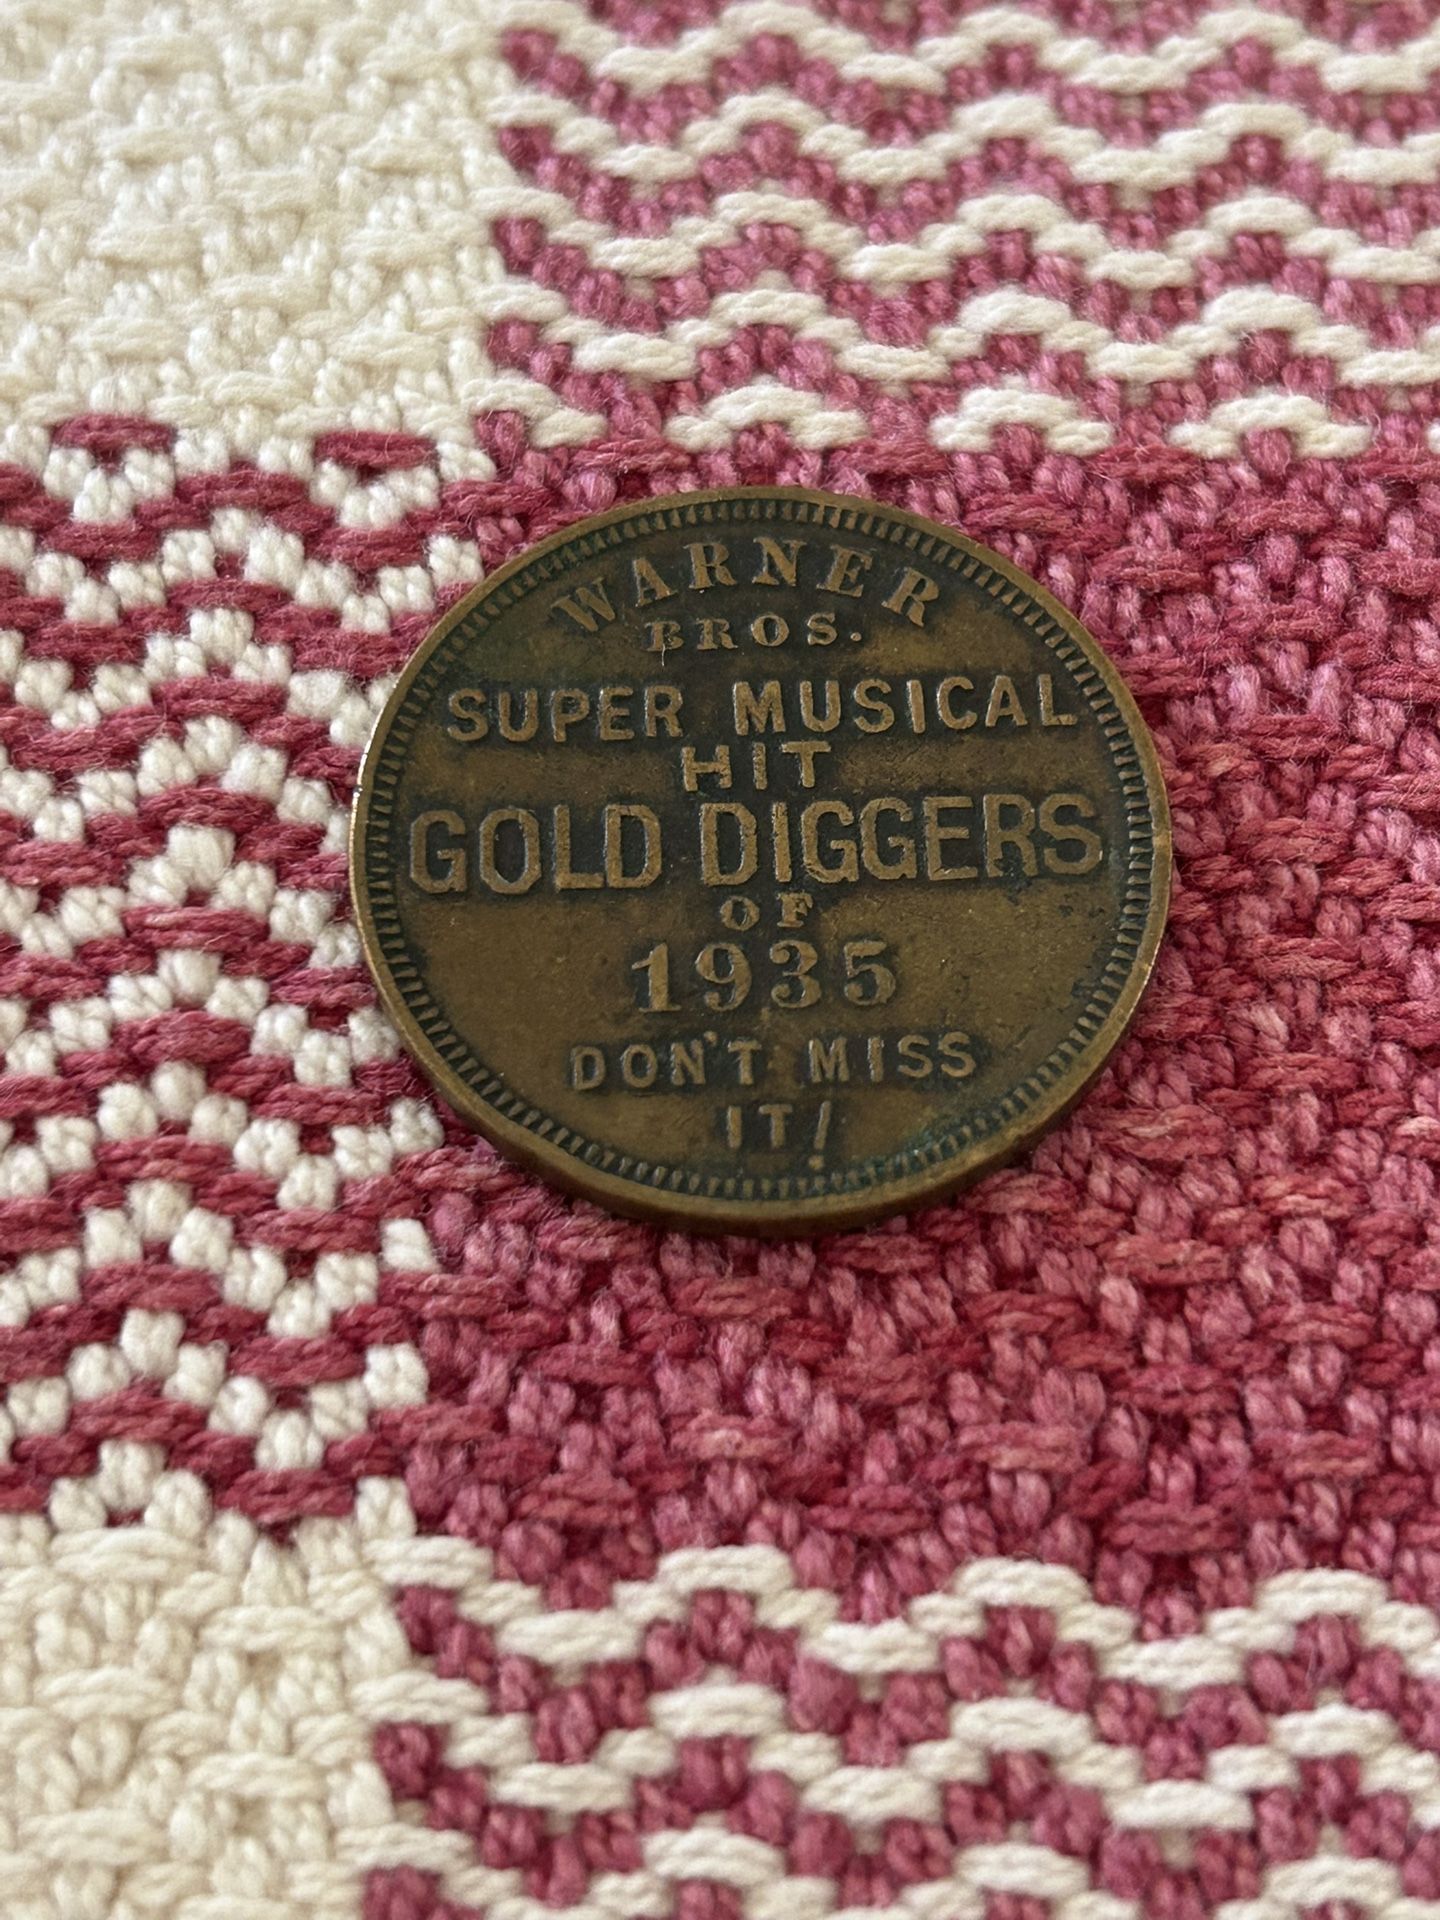 WARNER
BROS.
SUPER MUSICAL
HIT
GOLD DIGGERS
OF
1935
DON'T MISS
IT!